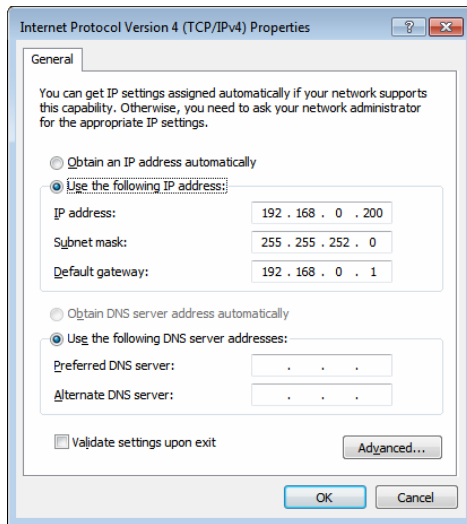 Internet Protocol Version 4 (TCP/IPv4) Properties
General
You can get IP settings assigned automatically if your network supports
this capability. Otherwise, you need to ask your network administrator
for the appropriate IP settings.
Obtain an IP address automatically
Use the following IP address:
IP address: 192 . 168 . 0 . 200
Subnet mask: 255 . 255 . 252 . 0
Default gateway: 192 . 168 . 0 . 1
Obtain DNS server address automatically
Use the following DNS server addresses:
Preferred DNS server: . . .
Alternate DNS server: . . .
Validate settings upon exit
Advanced...
OK Cancel